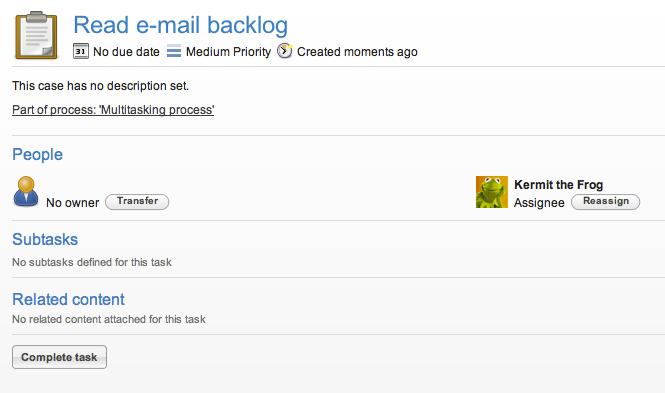 Read e-mail backlog
31 No due date Medium Priority Created moments ago
This case has no description set.
Part of process: 'Multitasking process'
People
Kermit the Frog
No owner Transfer Assignee Reassign
Subtasks
No subtasks defined for this task
Related content
No related content attached for this task
Complete task